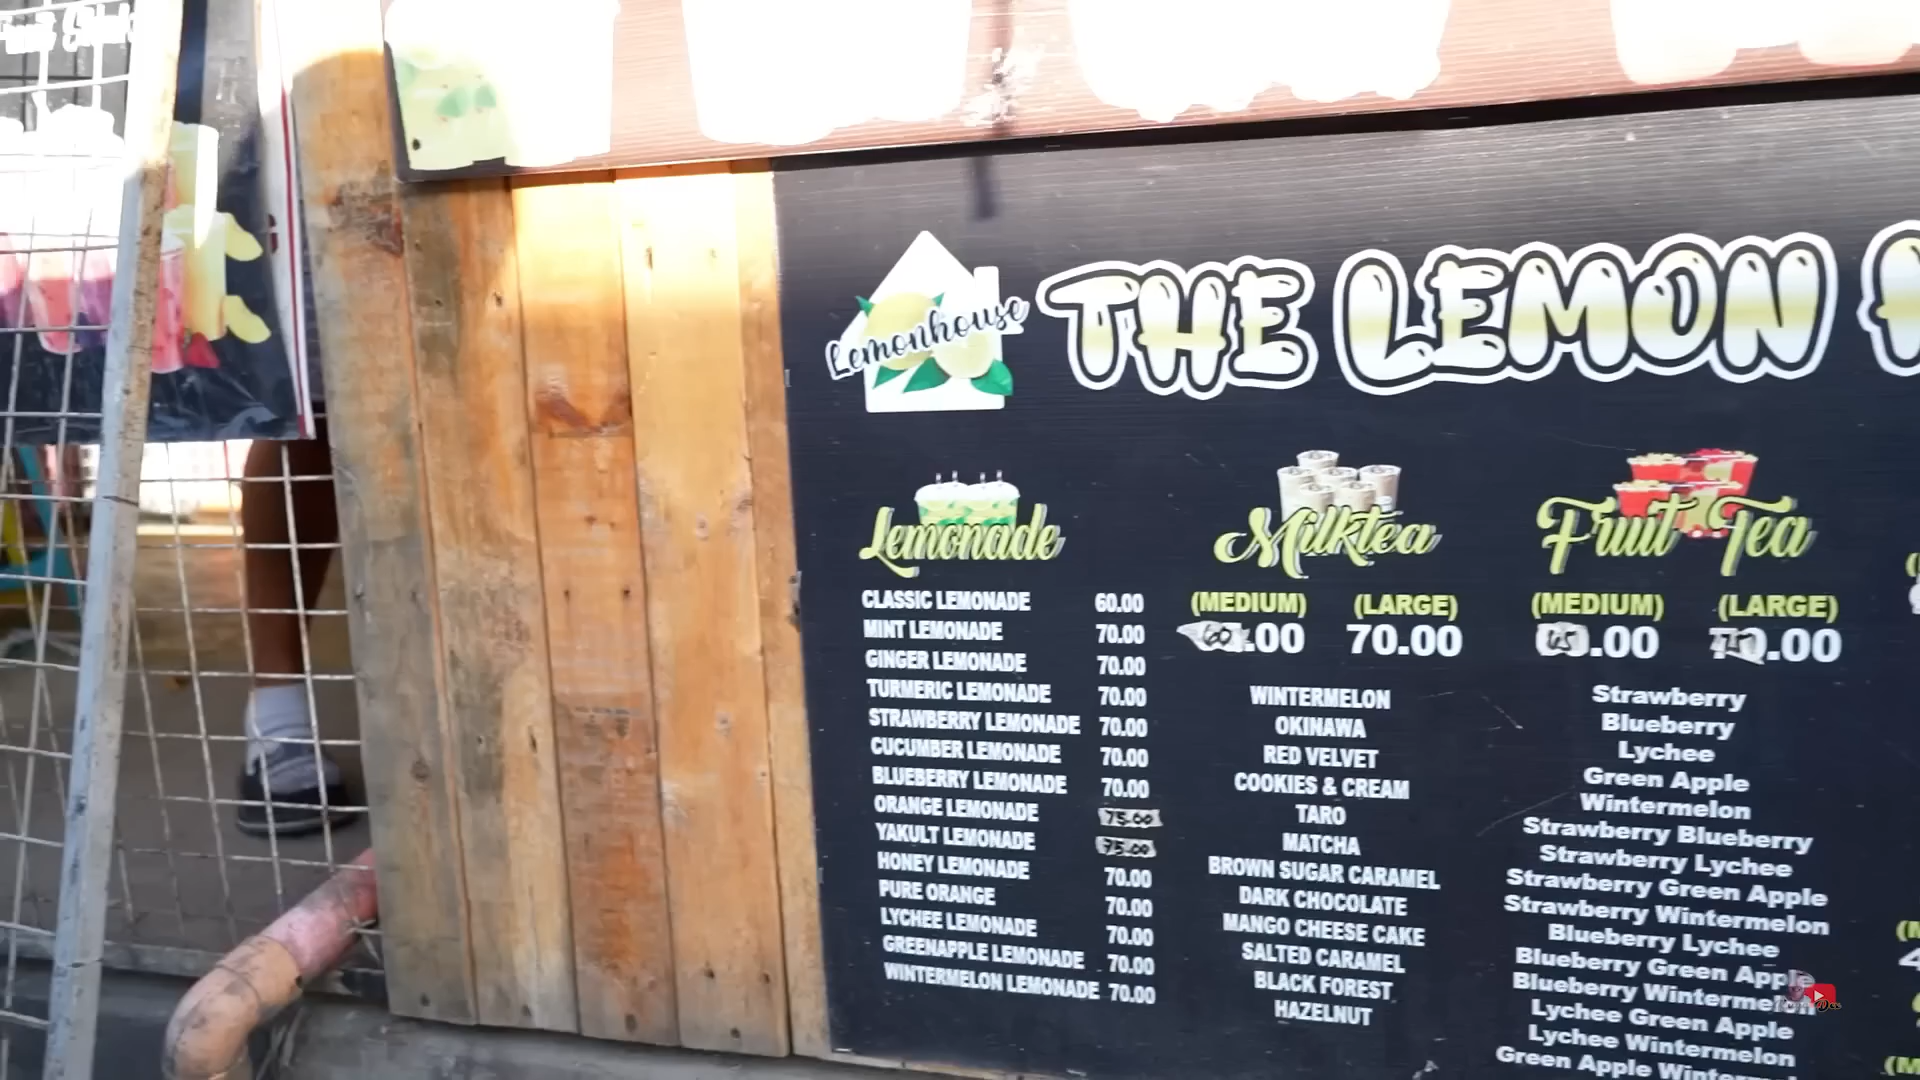 Lemonhouse
THE LEMON
Lemonade
CLASSIC LEMONADE 60.00
MINT LEMONADE 70.00
GINGER LEMONADE 70.00
TURMERIC LEMONADE 70.00
STRAWBERRY LEMONADE 70.00
CUCUMBER LEMONADE 70.00
BLUEBERRY LEMONADE 70.00
ORANGE LEMONADE 75.00
YAKULT LEMONADE 75.00
HONEY LEMONADE 70.00
PURE ORANGE 70.00
LYCHEE LEMONADE 70.00
GREENAPPLE LEMONADE 70.00
WINTERMELON LEMONADE 70.00
Milktea
(MEDIUM) (LARGE)
60.00 70.00
WINTERMELON
OKINAWA
RED VELVET
COOKIES & CREAM
TARO
MATCHA
BROWN SUGAR CARAMEL
DARK CHOCOLATE
MANGO CHEESE CAKE
SALTED CARAMEL
BLACK FOREST
HAZELNUT
Fruit Tea
(MEDIUM) (LARGE)
65.00
Strawberry
Blueberry
Lychee
Green Apple
Wintermelon
Strawberry Blueberry
Strawberry Lychee
Strawberry Green Apple
Strawberry Wintermelon
Blueberry Lychee
Blueberry Green Apple
Blueberry Wintermelon
Lychee Green Apple
Lychee Wintermelon
Green Apple